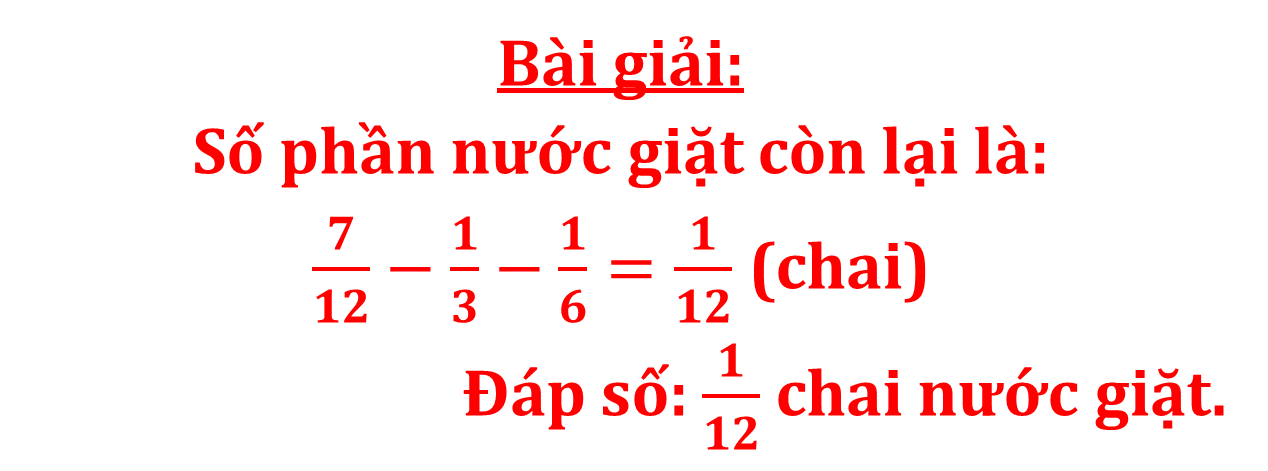 Bài giải:
Số phần nước giặt còn lại là:
7/12 − 1/3 − 1/6 = 1/12 (chai)
Đáp số: 1/12 chai nước giặt.